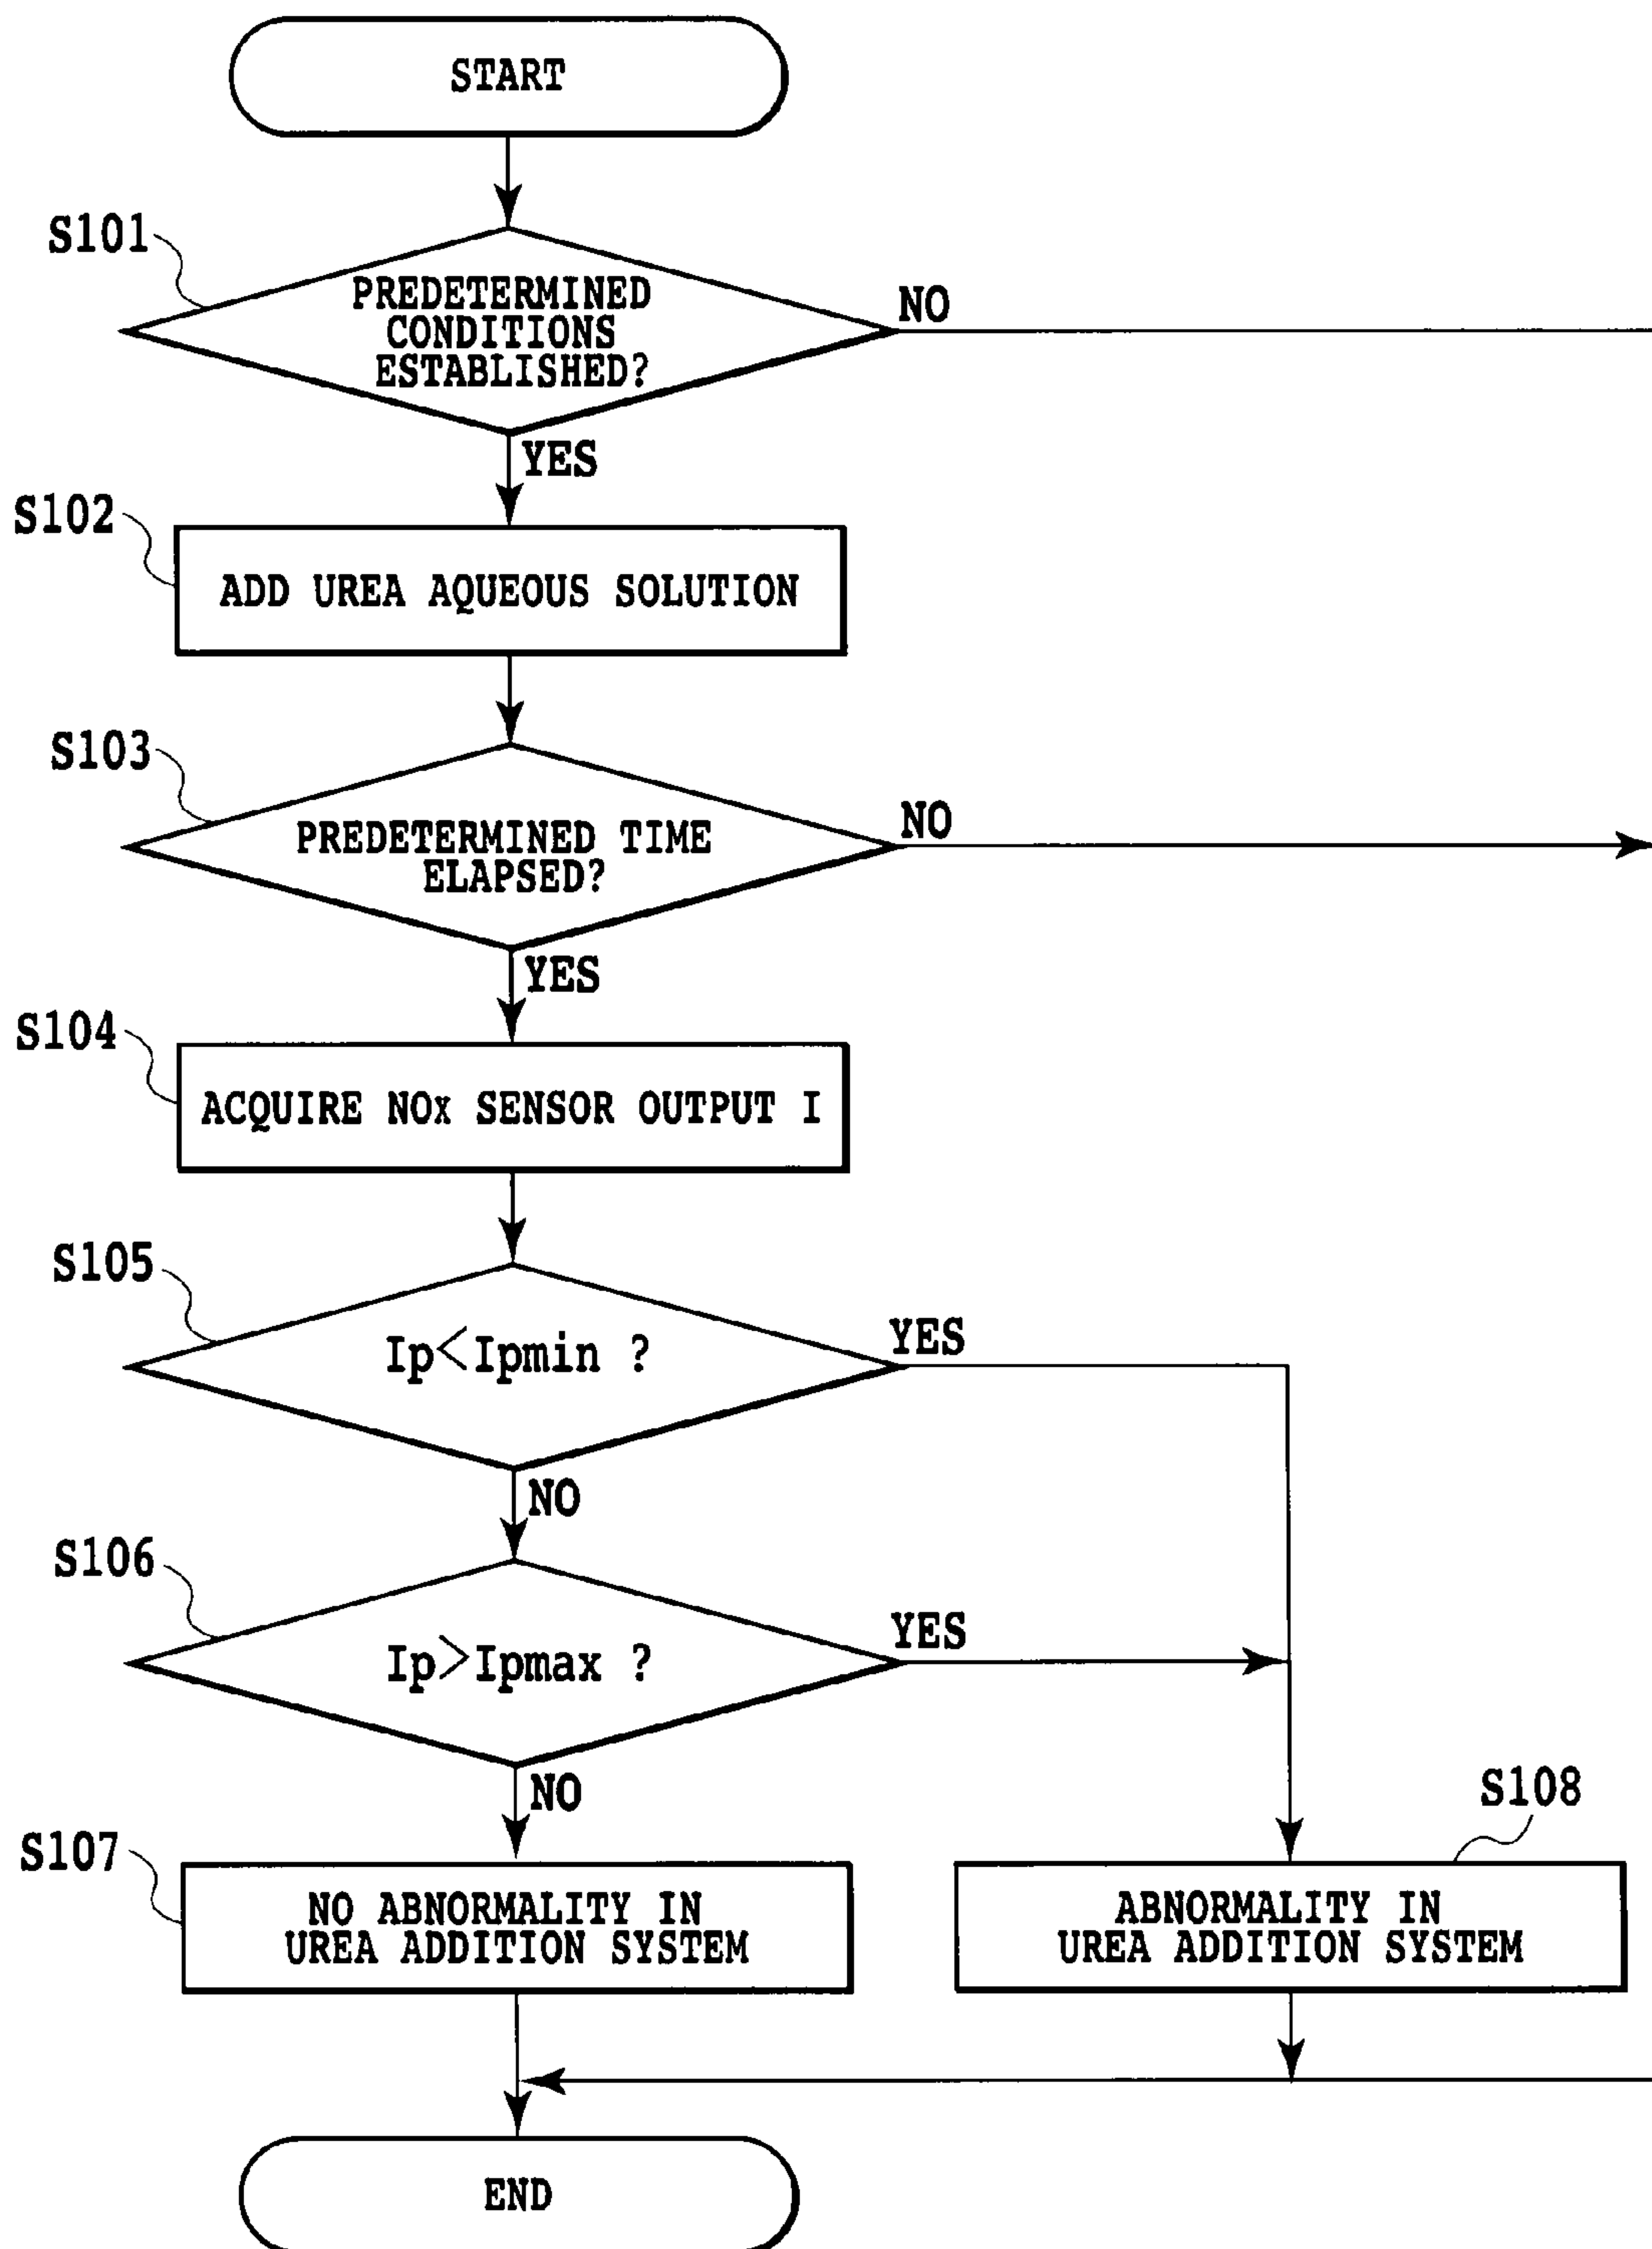 START
S101
PREDETERMINED
CONDITIONS
ESTABLISHED?
NO
YES
S102
ADD UREA AQUEOUS SOLUTION
S103
PREDETERMINED TIME
ELAPSED?
NO
YES
S104
ACQUIRE NOx SENSOR OUTPUT I
S105
Ip<Ipmin ?
YES
NO
S106
Ip>Ipmax ?
YES
NO
S107
NO ABNORMALITY IN
UREA ADDITION SYSTEM
S108
ABNORMALITY IN
UREA ADDITION SYSTEM
END